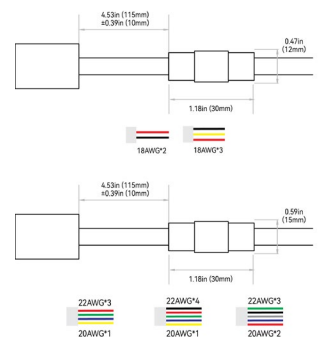 4.53in (115mm)
±0.39in (10mm)
0.47in
(12mm)
1.18in (30mm)
18AWG*2
18AWG*3
4.53in (115mm)
±0.39in (10mm)
0.59in
(15mm)
1.18in (30mm)
22AWG*3
22AWG*4
22AWG*3
20AWG*1
20AWG*1
20AWG*2